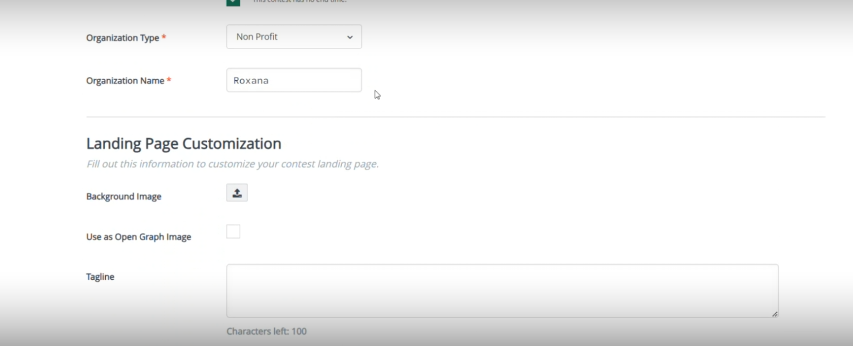 This contest has no end time.
Organization Type *
Non Profit
Organization Name *
Roxana
Landing Page Customization
Fill out this information to customize your contest landing page.
Background Image
Use as Open Graph Image
Tagline
Characters left: 100